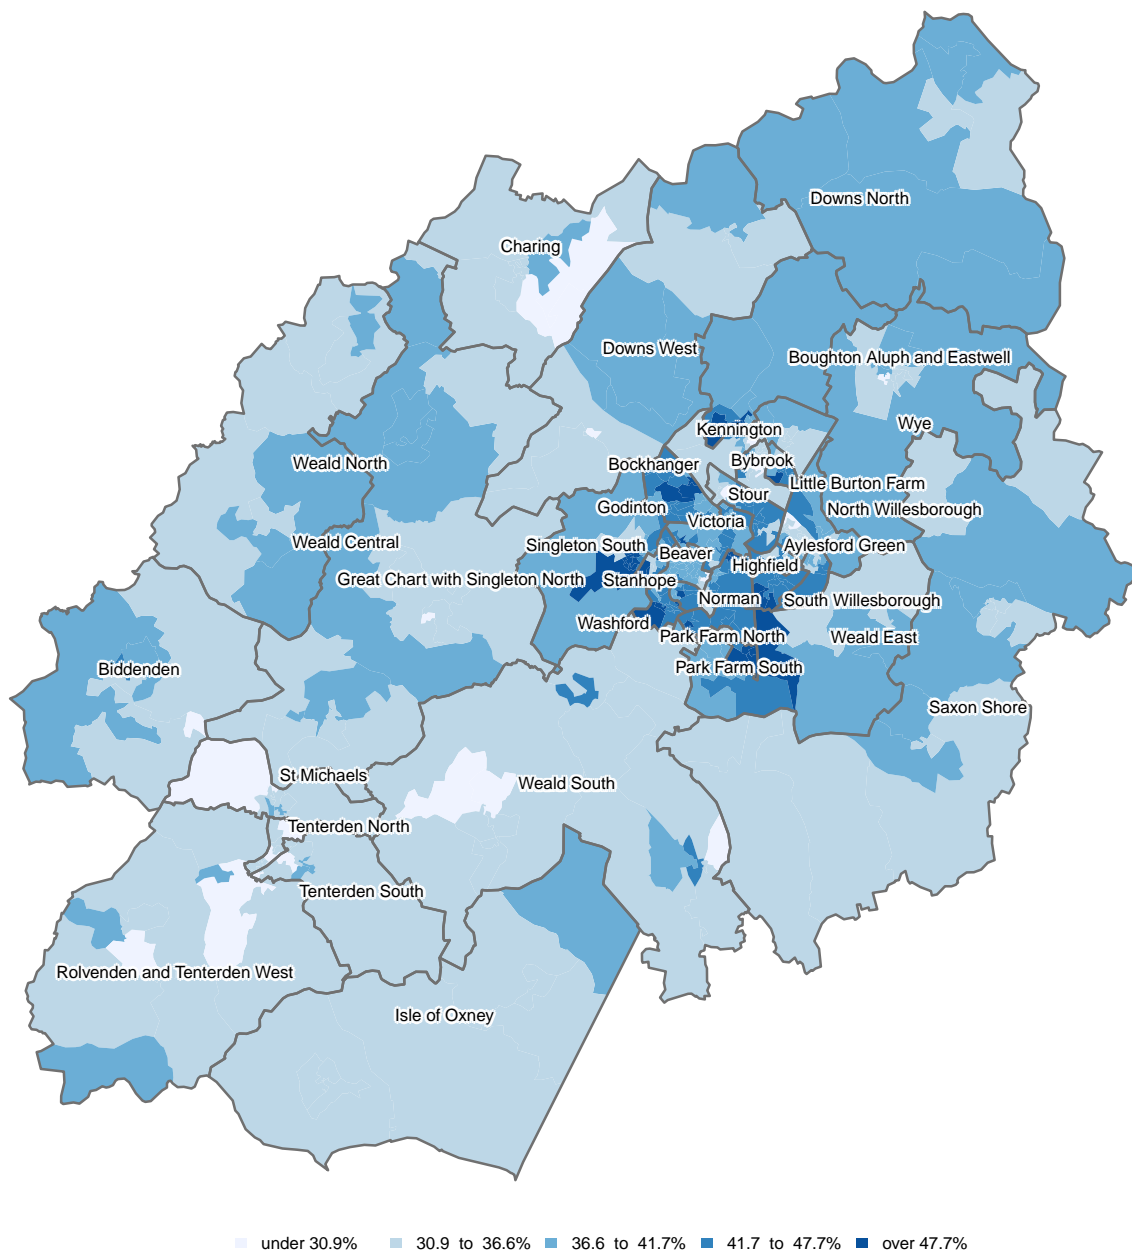 Downs North
Charing
Downs West
Boughton Aluph and Eastwell
Wye
Kennington
Weald North
Bockhanger
Bybrook
Little Burton Farm
Stour
Godinton
North Willesborough
Victoria
Weald Central
Singleton South
Beaver
Aylesford Green
Highfield
Great Chart with Singleton North
Stanhope
Norman
South Willesborough
Washford
Park Farm North
Weald East
Biddenden
Park Farm South
Saxon Shore
St Michaels
Weald South
Tenterden North
Tenterden South
Rolvenden and Tenterden West
Isle of Oxney
under 30.9% 30.9 to 36.6% 36.6 to 41.7% 41.7 to 47.7% over 47.7%